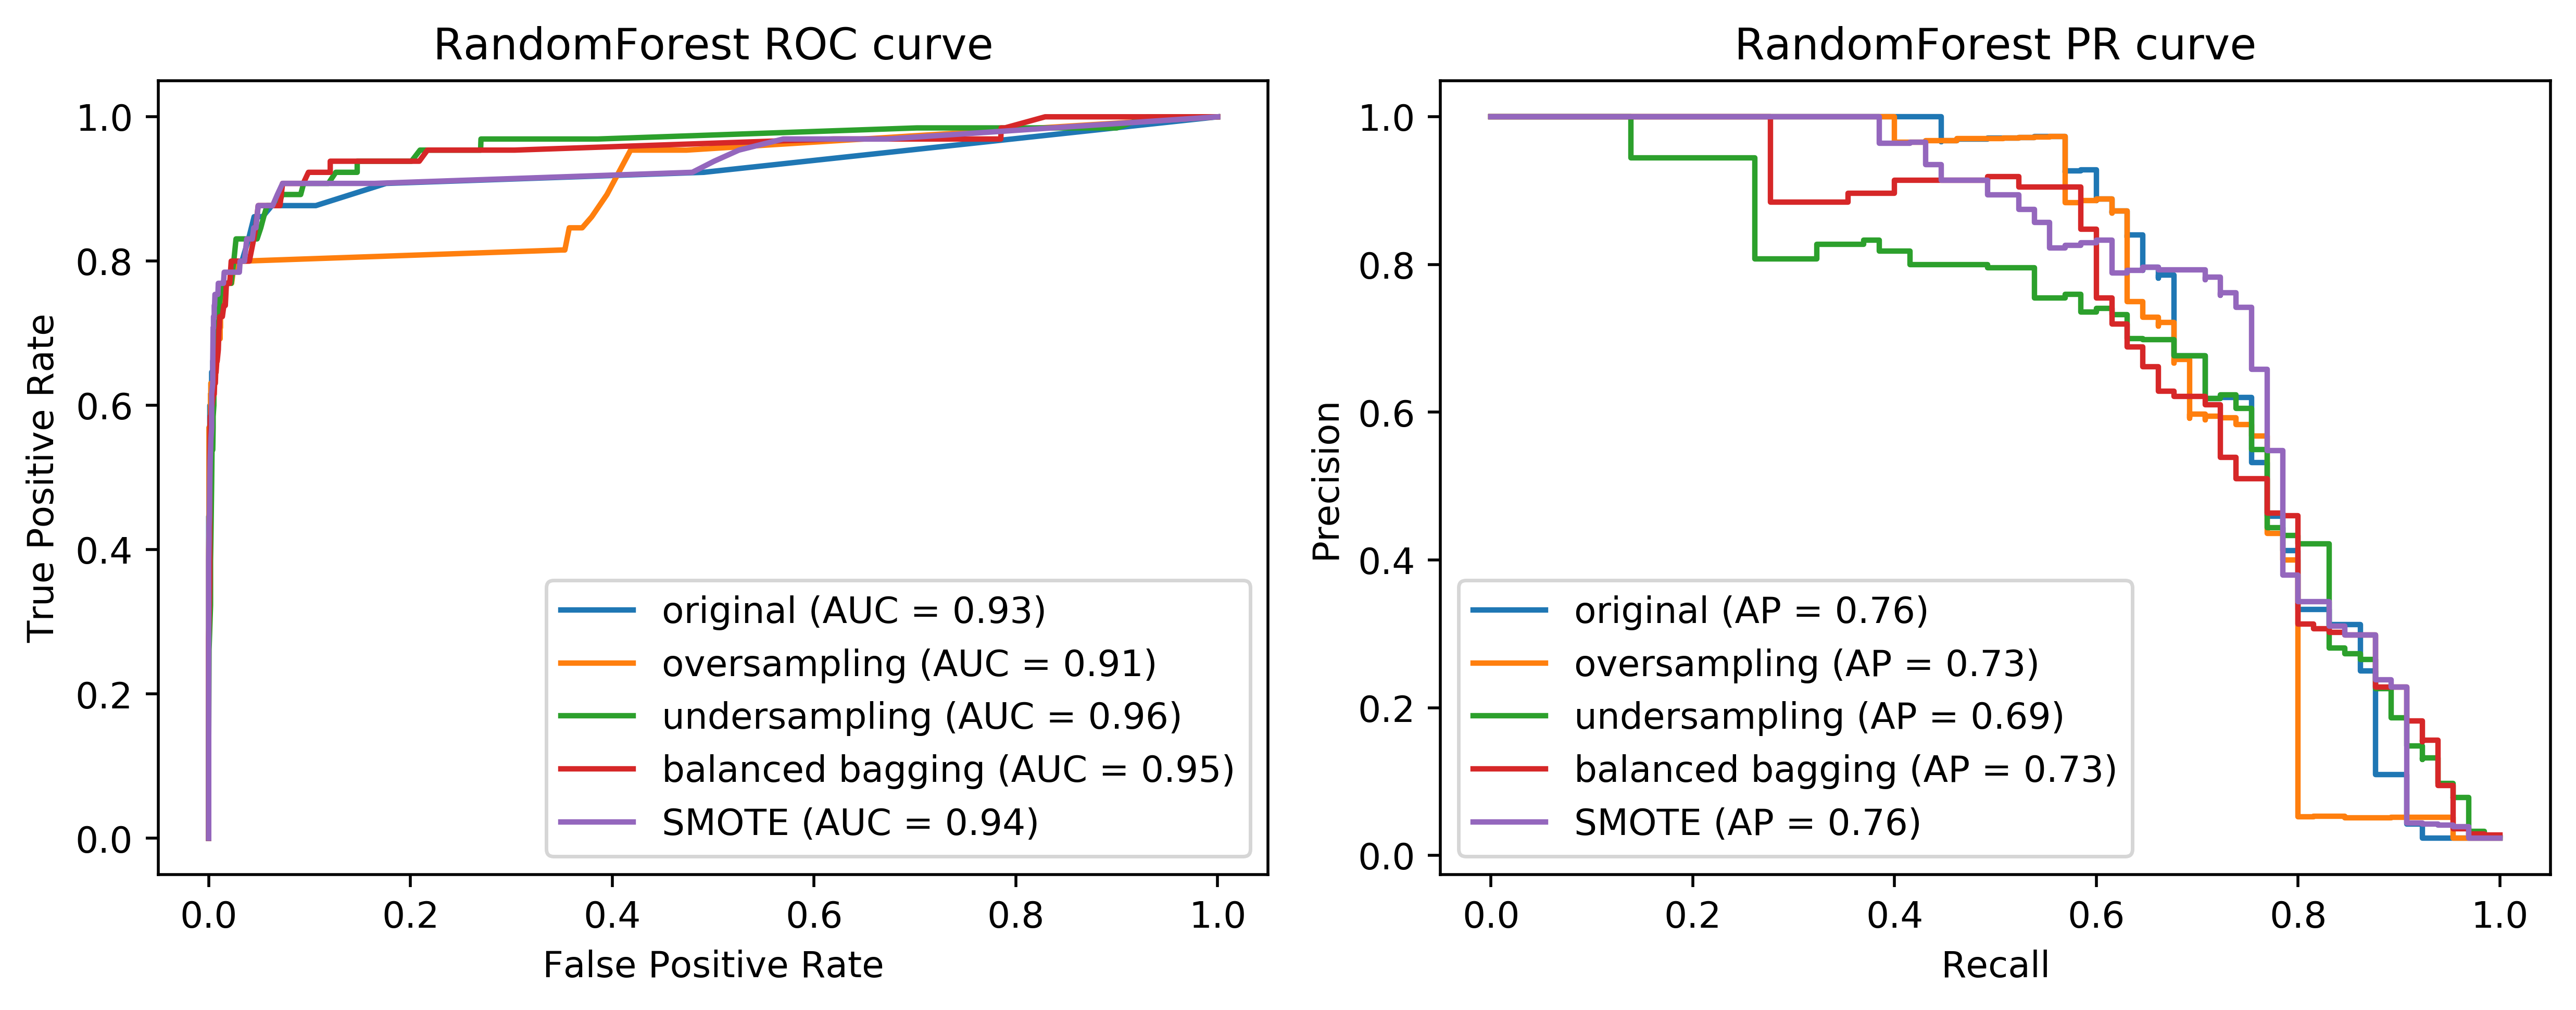 RandomForest ROC curve
True Positive Rate
1.0
0.8
0.6
0.4
0.2
0.0
original (AUC = 0.93)
oversampling (AUC = 0.91)
undersampling (AUC = 0.96)
balanced bagging (AUC = 0.95)
SMOTE (AUC = 0.94)
0.0 0.2 0.4 0.6 0.8 1.0
False Positive Rate
RandomForest PR curve
Precision
1.0
0.8
0.6
0.4
0.2
0.0
original (AP = 0.76)
oversampling (AP = 0.73)
undersampling (AP = 0.69)
balanced bagging (AP = 0.73)
SMOTE (AP = 0.76)
0.0 0.2 0.4 0.6 0.8 1.0
Recall